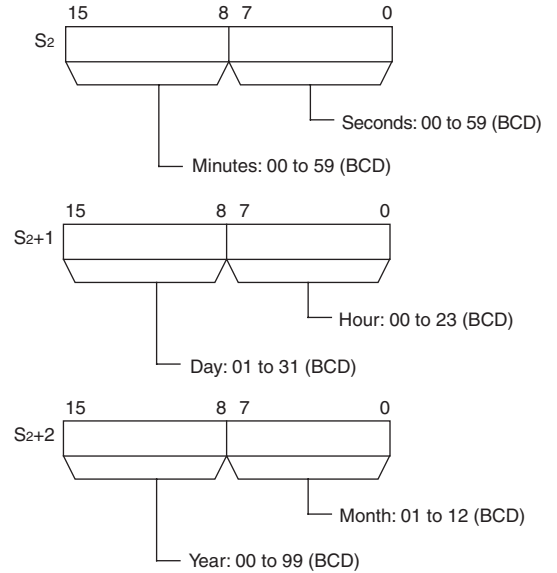 15 8 7 0
S2
Seconds: 00 to 59 (BCD)
Minutes: 00 to 59 (BCD)
15 8 7 0
S2+1
Hour: 00 to 23 (BCD)
Day: 01 to 31 (BCD)
15 8 7 0
S2+2
Month: 01 to 12 (BCD)
Year: 00 to 99 (BCD)